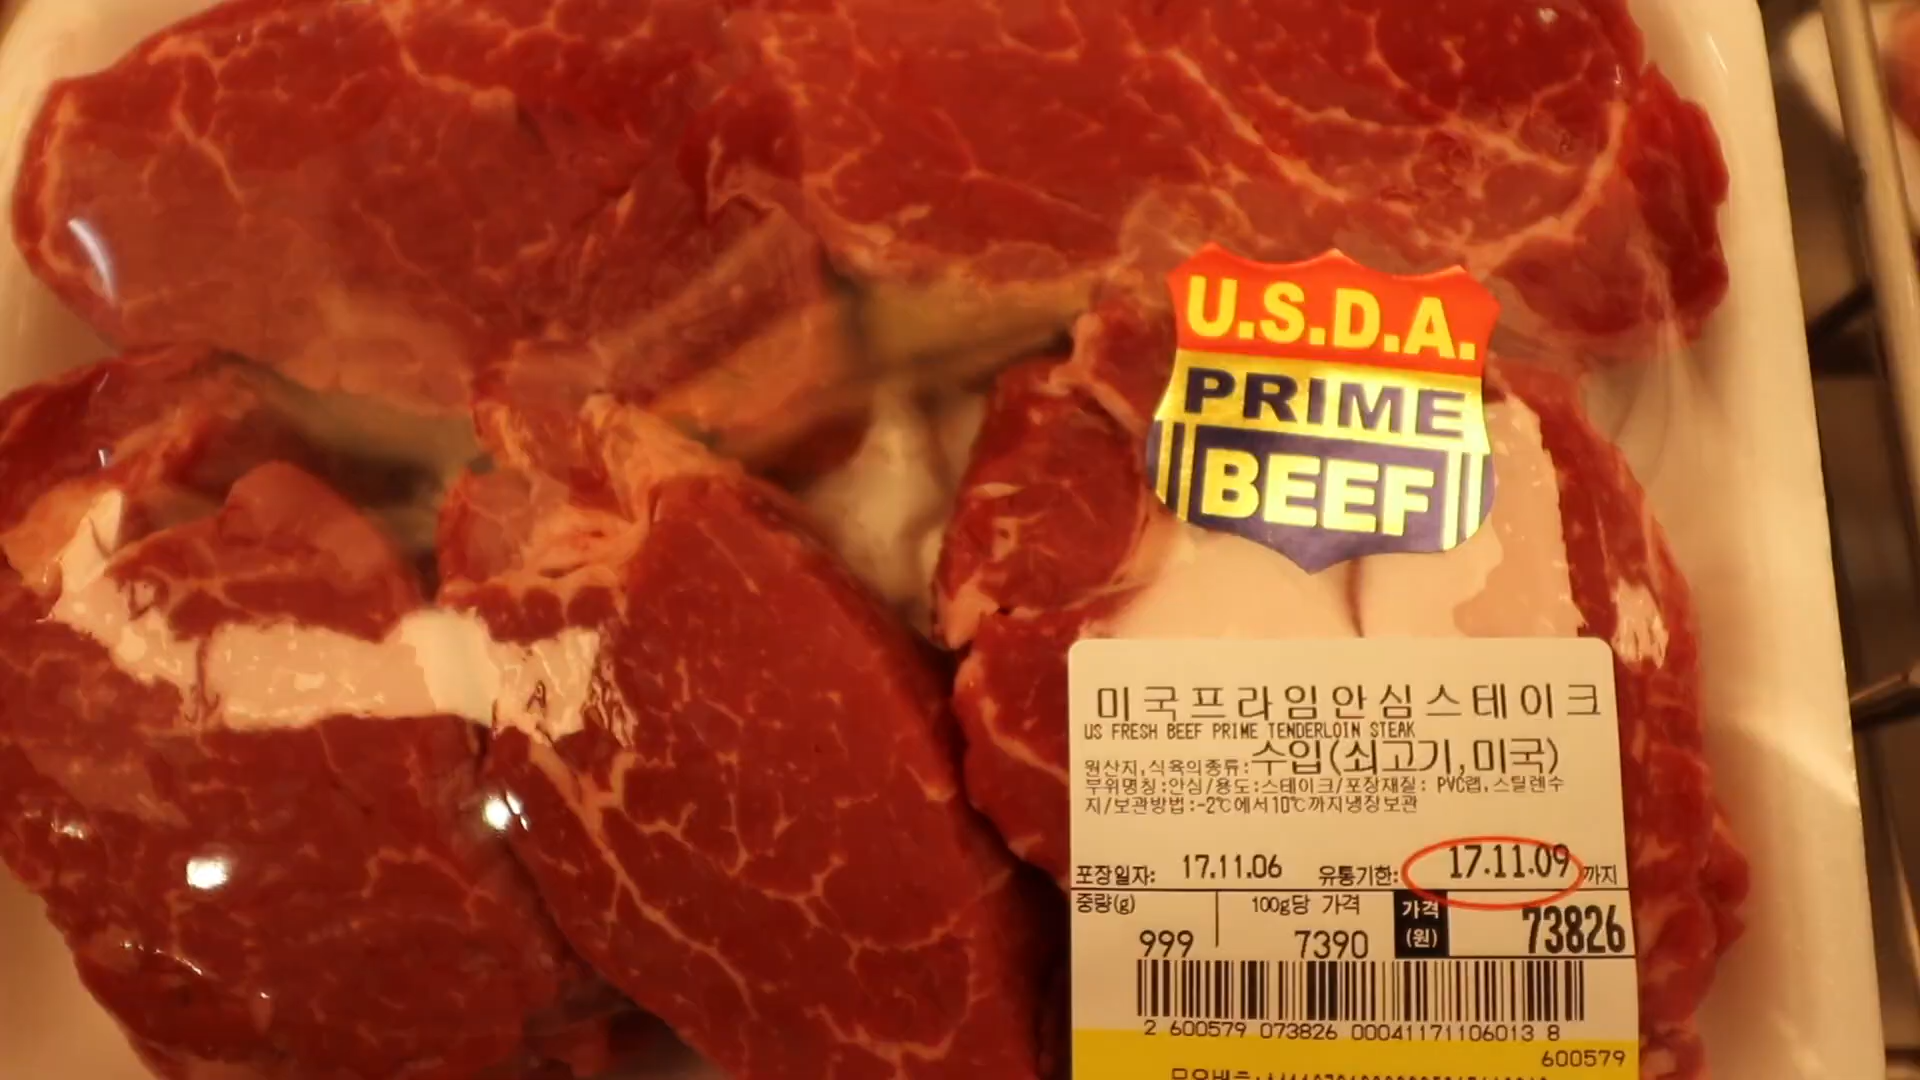 U.S.D.A.
PRIME
BEEF
미국프라임안심스테이크
US FRESH BEEF PRIME TENDERLOIN STEAK
원산지,식육의종류:수입(쇠고기,미국)
부위명칭:안심/용도:스테이크/포장재질: PVC랩,스틸렌수
지/보관방법:-2℃에서10℃까지냉장보관
포장일자: 17.11.06 유통기한: 17.11.09 까지
중량(g) 100g당 가격 가격(원)
999 7390 73826
2 600579 073826 00041171106013 8
600579